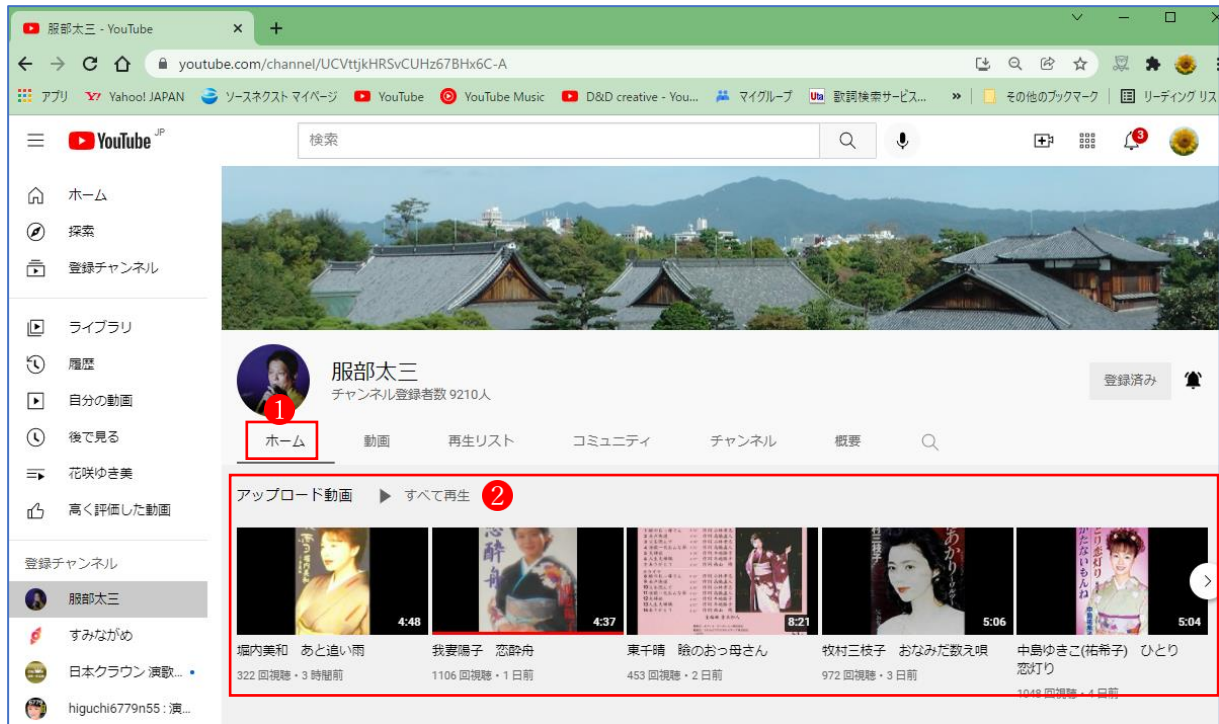 服部太三 - YouTube
youtube.com/channel/UCVttjkHRSvCUHz67BHx6C-A
アプリ Yahoo! JAPAN ソースネクスト マイページ YouTube YouTube Music D&D creative - You... マイグループ Uta 歌詞検索サービス... » その他のブックマーク リーディング リス
YouTube JP
検索
3
ホーム
探索
登録チャンネル
ライブラリ
履歴
自分の動画
後で見る
花咲ゆき美
高く評価した動画
登録チャンネル
服部太三
すみながめ
日本クラウン 演歌...
higuchi6779n55 : 演...
服部太三
チャンネル登録者数 9210人
登録済み
1
ホーム 動画 再生リスト コミュニティ チャンネル 概要
アップロード動画 すべて再生 2
4:48
堀内美和 あと追い雨
322 回視聴・3 時間前
恋酔舟
4:37
我妻陽子 恋酔舟
1106 回視聴・1 日前
8:21
東千晴 瞼のおっ母さん
453 回視聴・2 日前
5:06
牧村三枝子 おなみだ数え唄
972 回視聴・3 日前
5:04
中島ゆきこ(祐希子) ひとり
恋灯り
1048 回視聴・4 日前